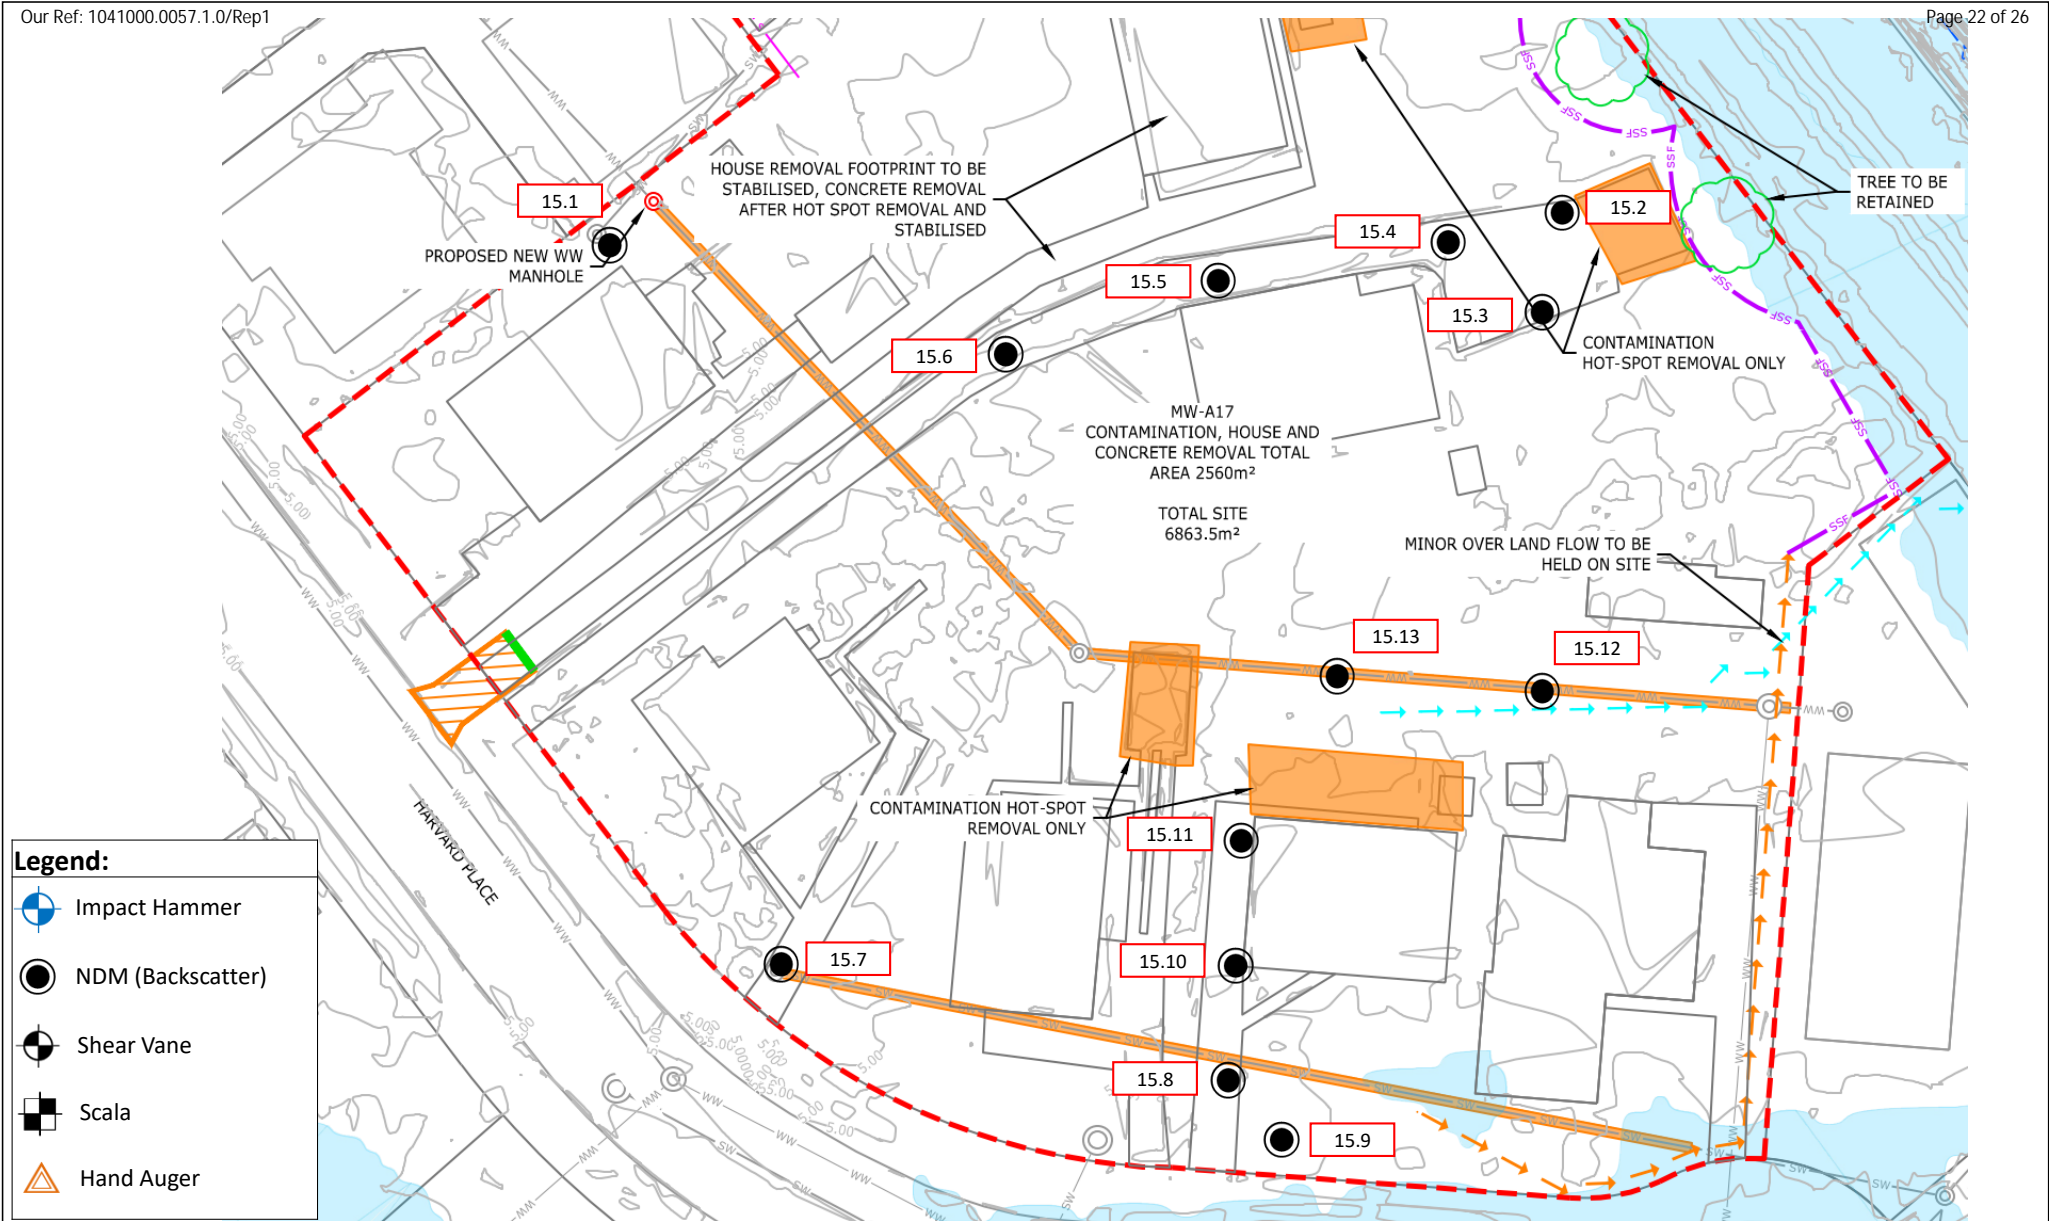 Our Ref: 1041000.0057.1.0/Rep1
Page 22 of 26
15.1
PROPOSED NEW WW
MANHOLE
HOUSE REMOVAL FOOTPRINT TO BE
STABILISED, CONCRETE REMOVAL
AFTER HOT SPOT REMOVAL AND
STABILISED
TREE TO BE
RETAINED
15.2
15.4
15.5
15.3
15.6
CONTAMINATION
HOT-SPOT REMOVAL ONLY
MW-A17
CONTAMINATION, HOUSE AND
CONCRETE REMOVAL TOTAL
AREA 2560m²
TOTAL SITE
6863.5m²
MINOR OVER LAND FLOW TO BE
HELD ON SITE
15.13
15.12
CONTAMINATION HOT-SPOT
REMOVAL ONLY
15.11
HARVARD PLACE
15.7
15.10
15.8
15.9
Legend:
Impact Hammer
NDM (Backscatter)
Shear Vane
Scala
Hand Auger